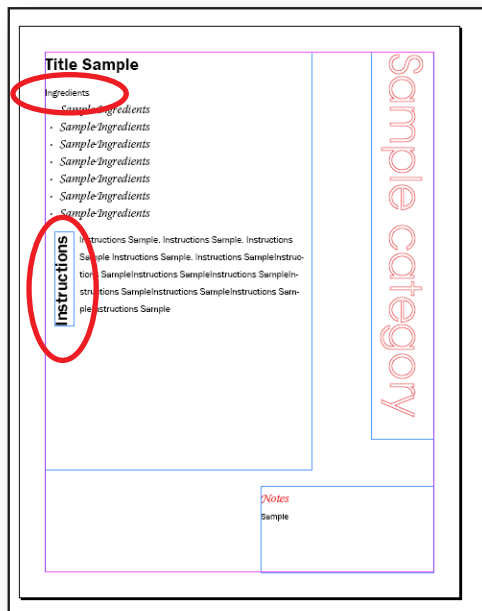 Title Sample
Ingredients
• Sample Ingredients
• Sample Ingredients
• Sample Ingredients
• Sample Ingredients
• Sample Ingredients
• Sample Ingredients
• Sample Ingredients
Instructions
Instructions Sample. Instructions Sample. Instructions
Sample Instructions Sample. Instructions SampleInstruc-
tions SampleInstructions SampleInstructions SampleIn-
structions SampleInstructions SampleInstructions Sam-
pleInstructions Sample
Sample category
Notes
Sample